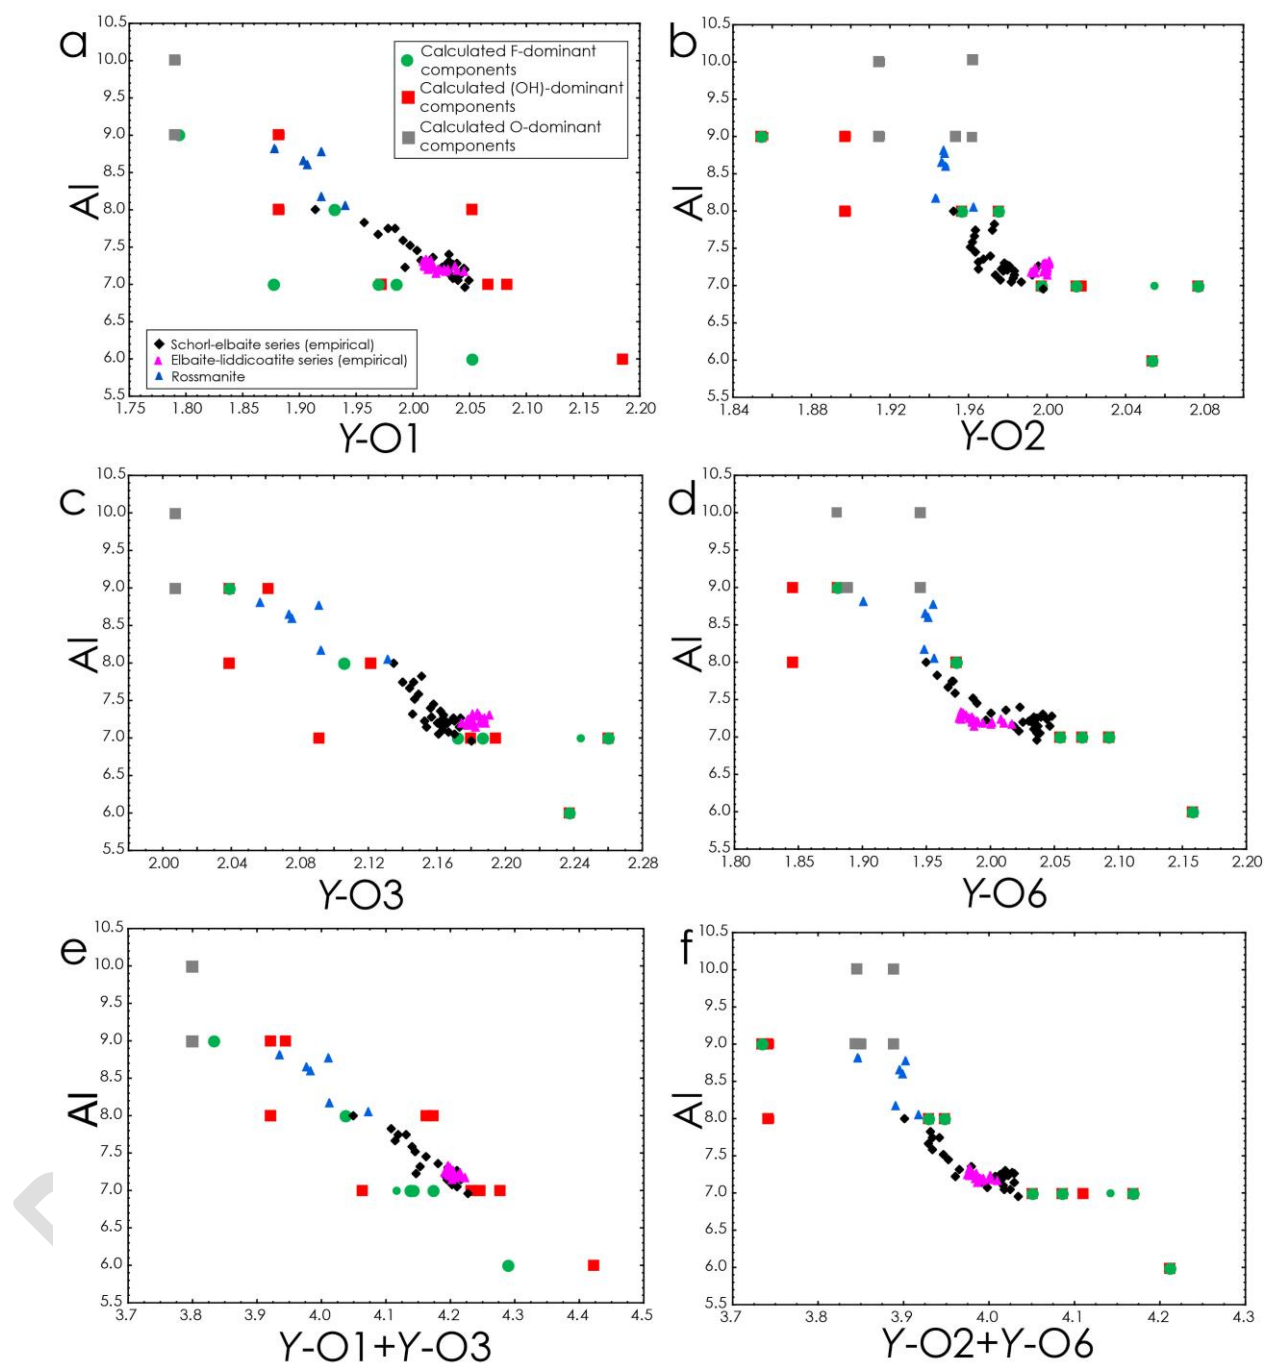 a
10.5
10.0
9.5
9.0
8.5
8.0
7.5
7.0
6.5
6.0
5.5
Al
Calculated F-dominant
components
Calculated (OH)-dominant
components
Calculated O-dominant
components
Schorl-elbaite series (empirical)
Elbaite-liddicoatite series (empirical)
Rossmanite
1.75 1.80 1.85 1.90 1.95 2.00 2.05 2.10 2.15 2.20
Y-O1
b
10.5
10.0
9.5
9.0
8.5
8.0
7.5
7.0
6.5
6.0
5.5
Al
1.84 1.88 1.92 1.96 2.00 2.04 2.08
Y-O2
c
10.5
10.0
9.5
9.0
8.5
8.0
7.5
7.0
6.5
6.0
5.5
Al
2.00 2.04 2.08 2.12 2.16 2.20 2.24 2.28
Y-O3
d
10.5
10.0
9.5
9.0
8.5
8.0
7.5
7.0
6.5
6.0
5.5
Al
1.80 1.85 1.90 1.95 2.00 2.05 2.10 2.15 2.20
Y-O6
e
10.5
10.0
9.5
9.0
8.5
8.0
7.5
7.0
6.5
6.0
5.5
Al
3.7 3.8 3.9 4.0 4.1 4.2 4.3 4.4 4.5
Y-O1+Y-O3
f
10.5
10.0
9.5
9.0
8.5
8.0
7.5
7.0
6.5
6.0
5.5
Al
3.7 3.8 3.9 4.0 4.1 4.2 4.3
Y-O2+Y-O6